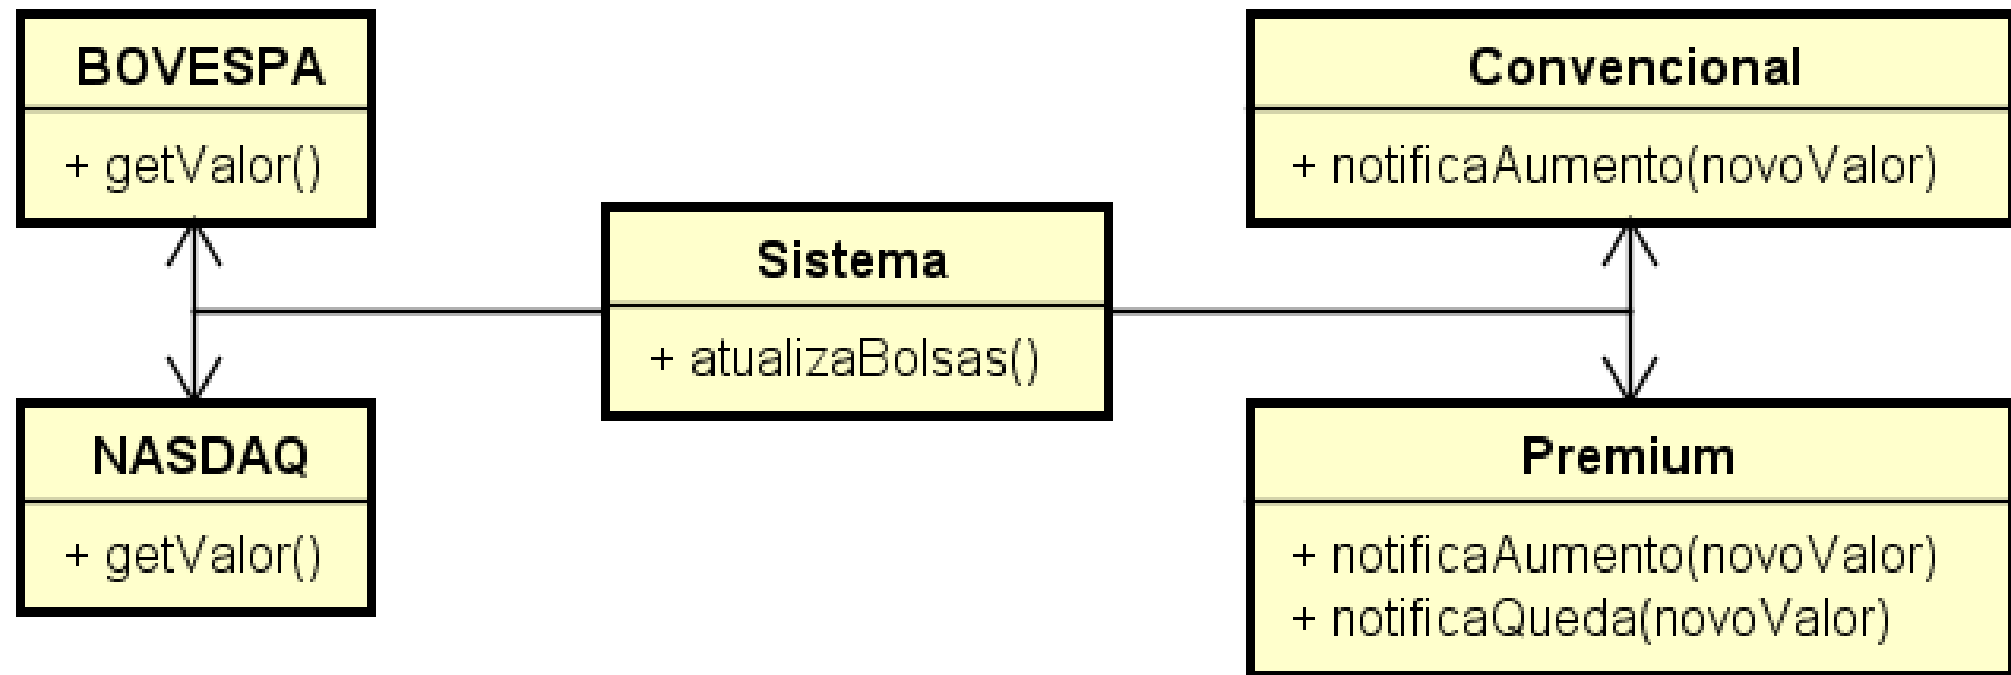 BOVESPA
+ getValor()
NASDAQ
+ getValor()
Sistema
+ atualizaBolsas()
Convencional
+ notificaAumento(novoValor)
Premium
+ notificaAumento(novoValor)
+ notificaQueda(novoValor)